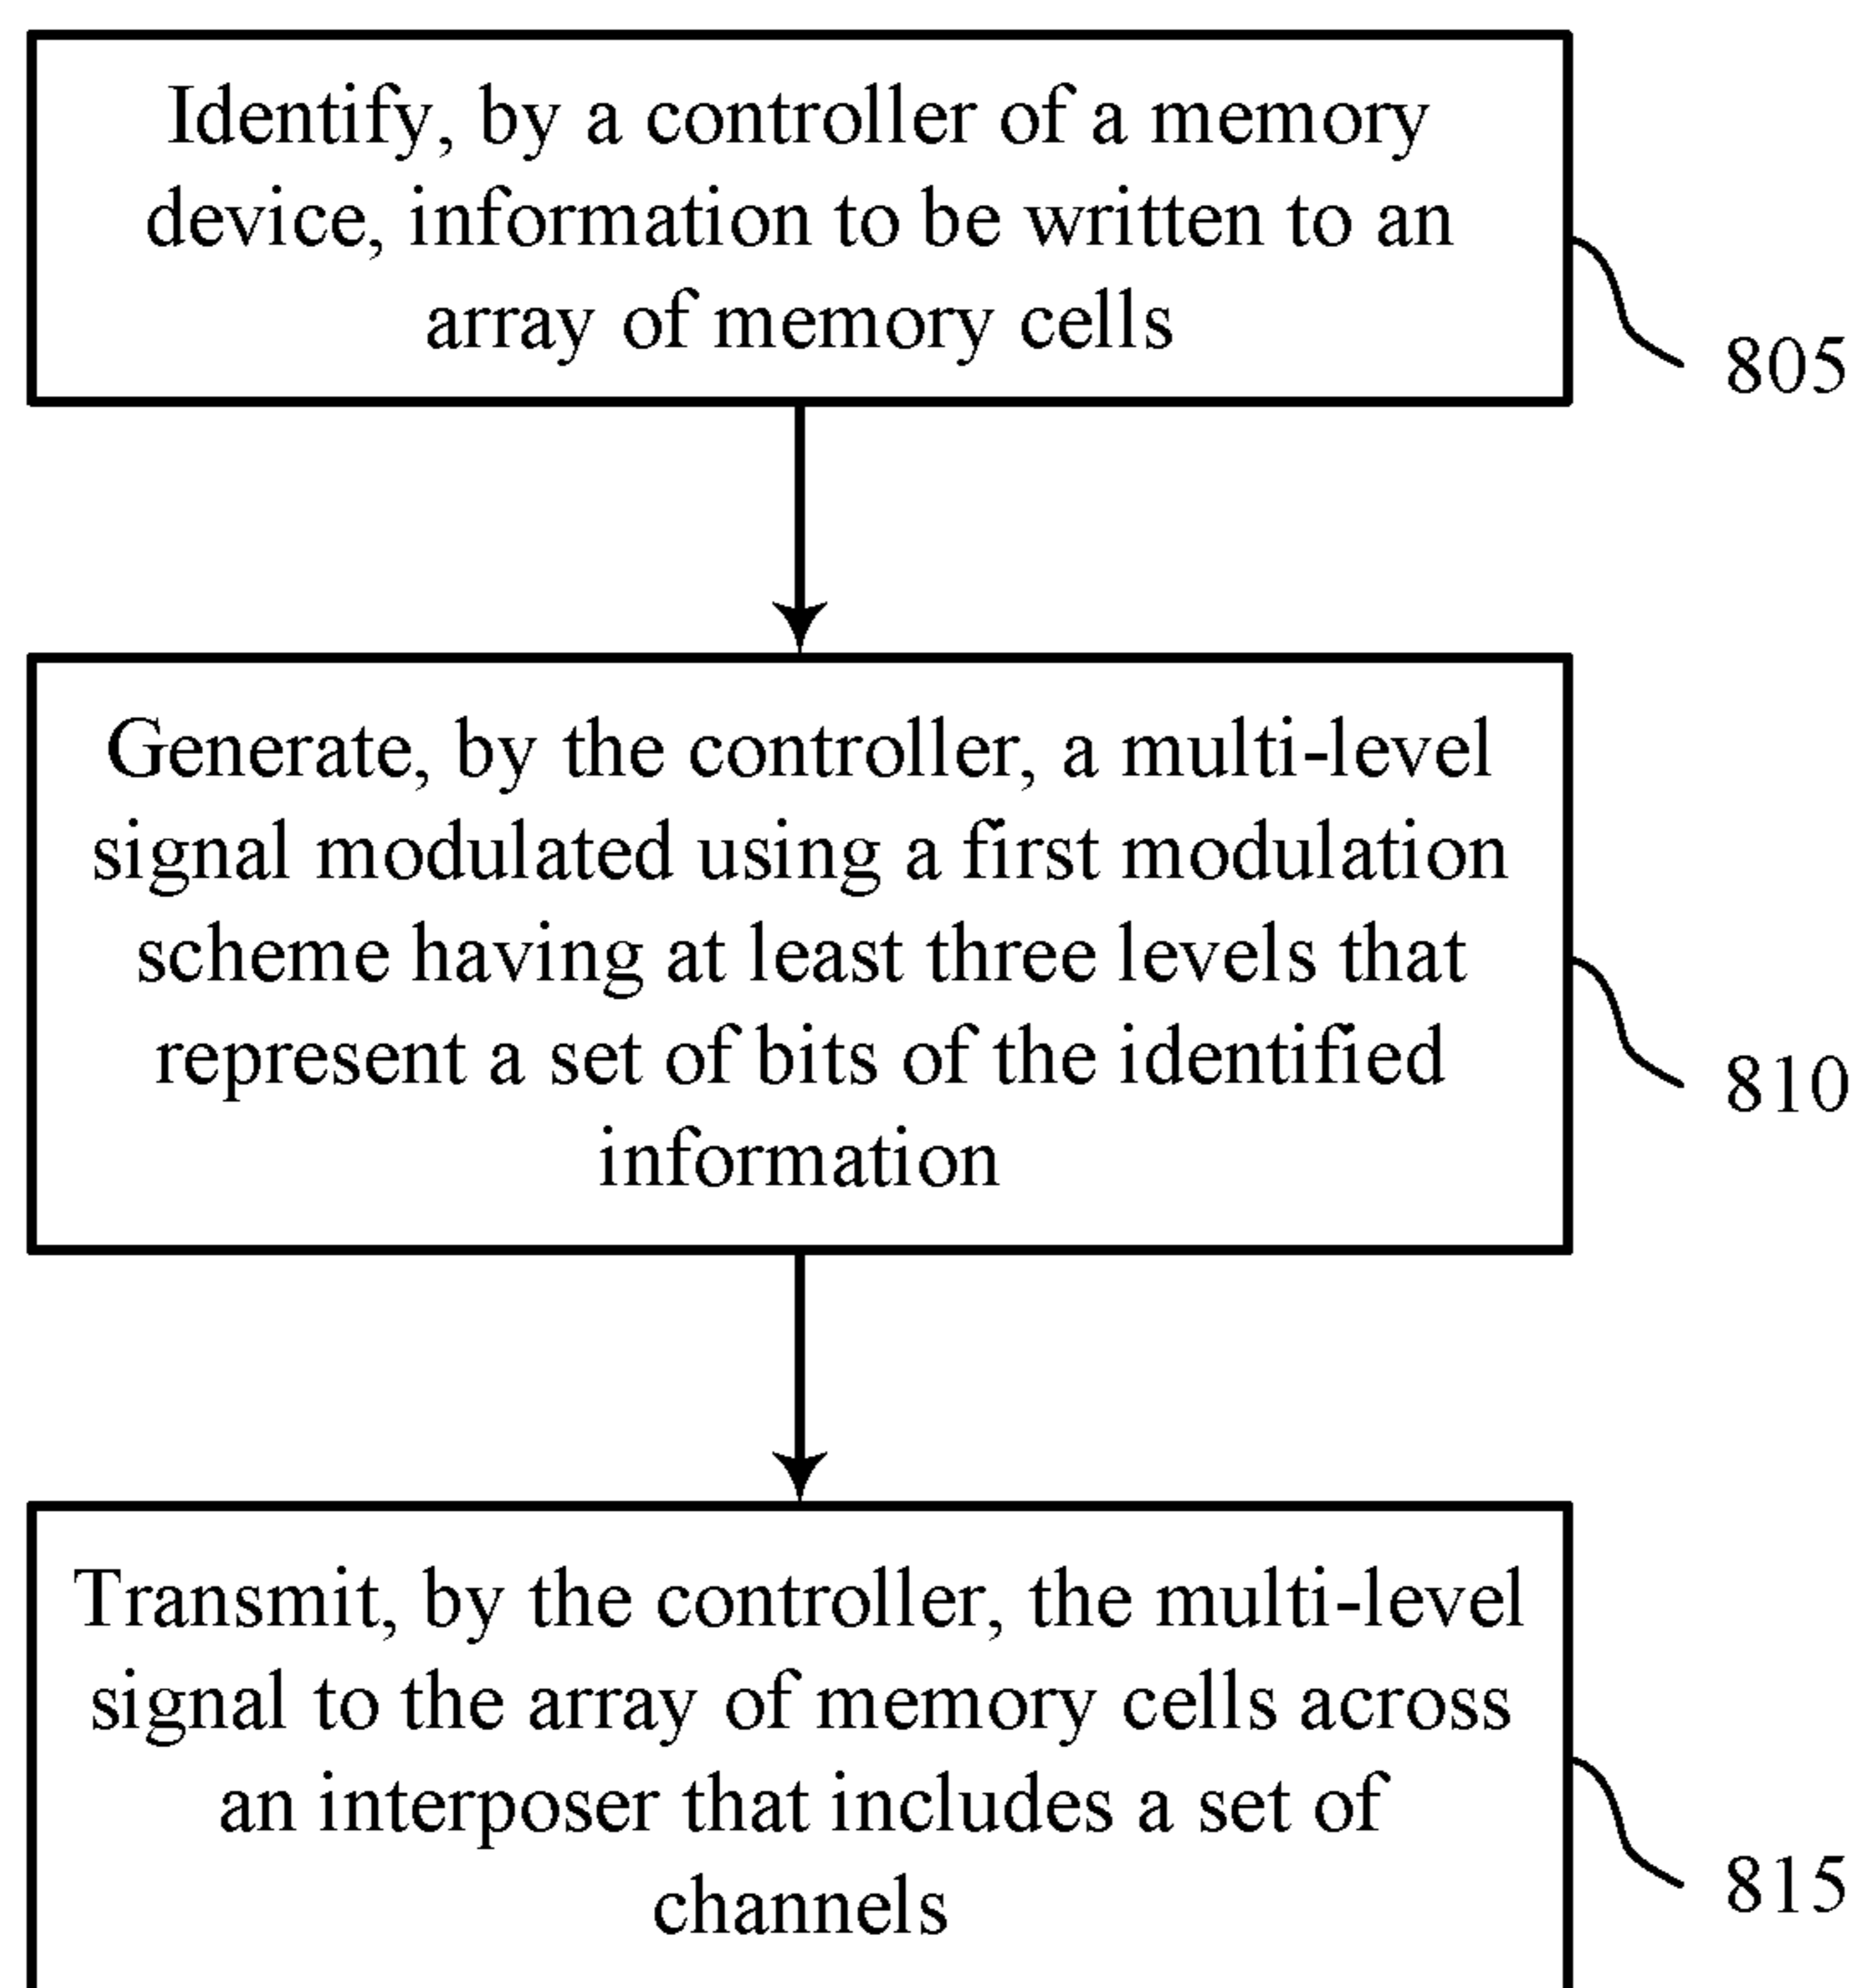 Identify, by a controller of a memory
device, information to be written to an
array of memory cells
805
Generate, by the controller, a multi-level
signal modulated using a first modulation
scheme having at least three levels that
represent a set of bits of the identified
information
810
Transmit, by the controller, the multi-level
signal to the array of memory cells across
an interposer that includes a set of
channels
815